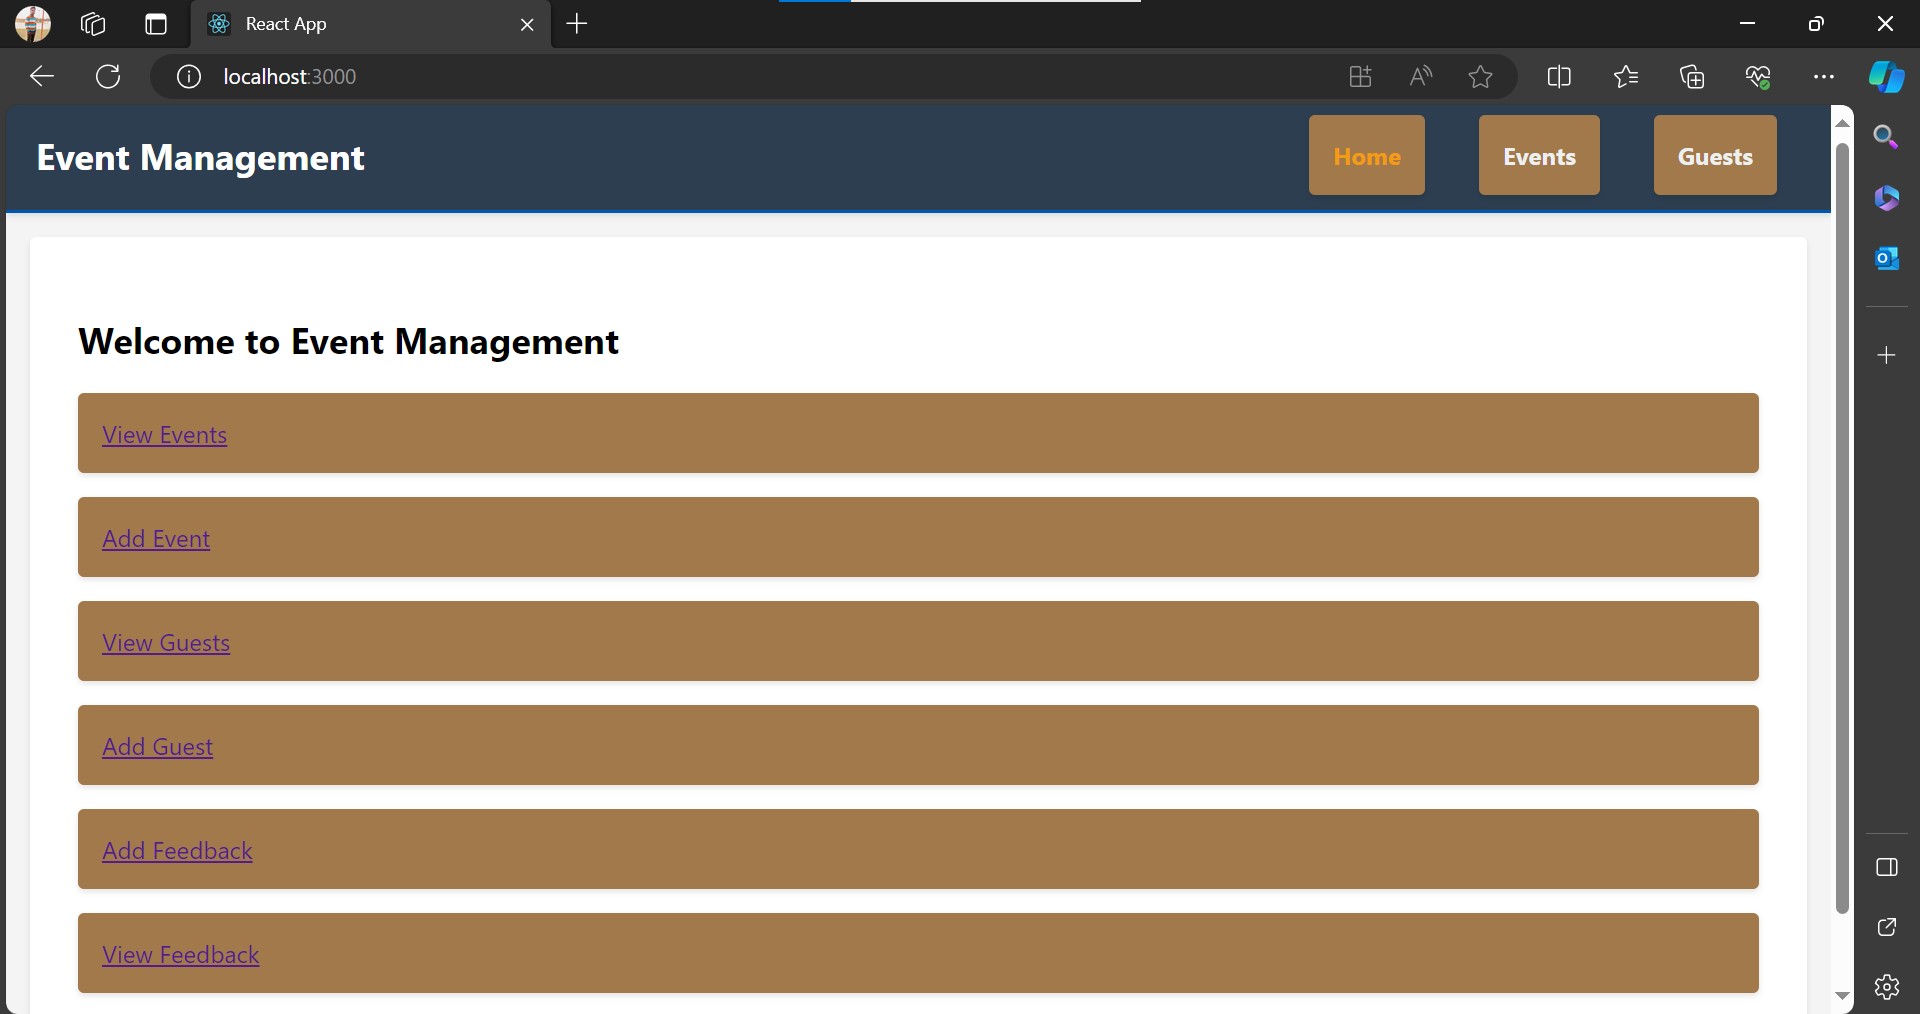 React App
localhost:3000
Event Management
Home
Events
Guests
Welcome to Event Management
View Events
Add Event
View Guests
Add Guest
Add Feedback
View Feedback